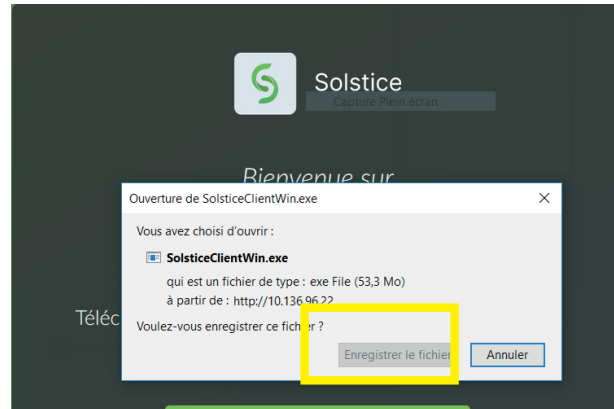 Solstice
Capture Plein écran
Bienvenue sur
Ouverture de SolsticeClientWin.exe
Vous avez choisi d'ouvrir :
SolsticeClientWin.exe
qui est un fichier de type : exe File (53,3 Mo)
à partir de : http://10.136.96.22
Téléc
Voulez-vous enregistrer ce fichier ?
Enregistrer le fichier
Annuler